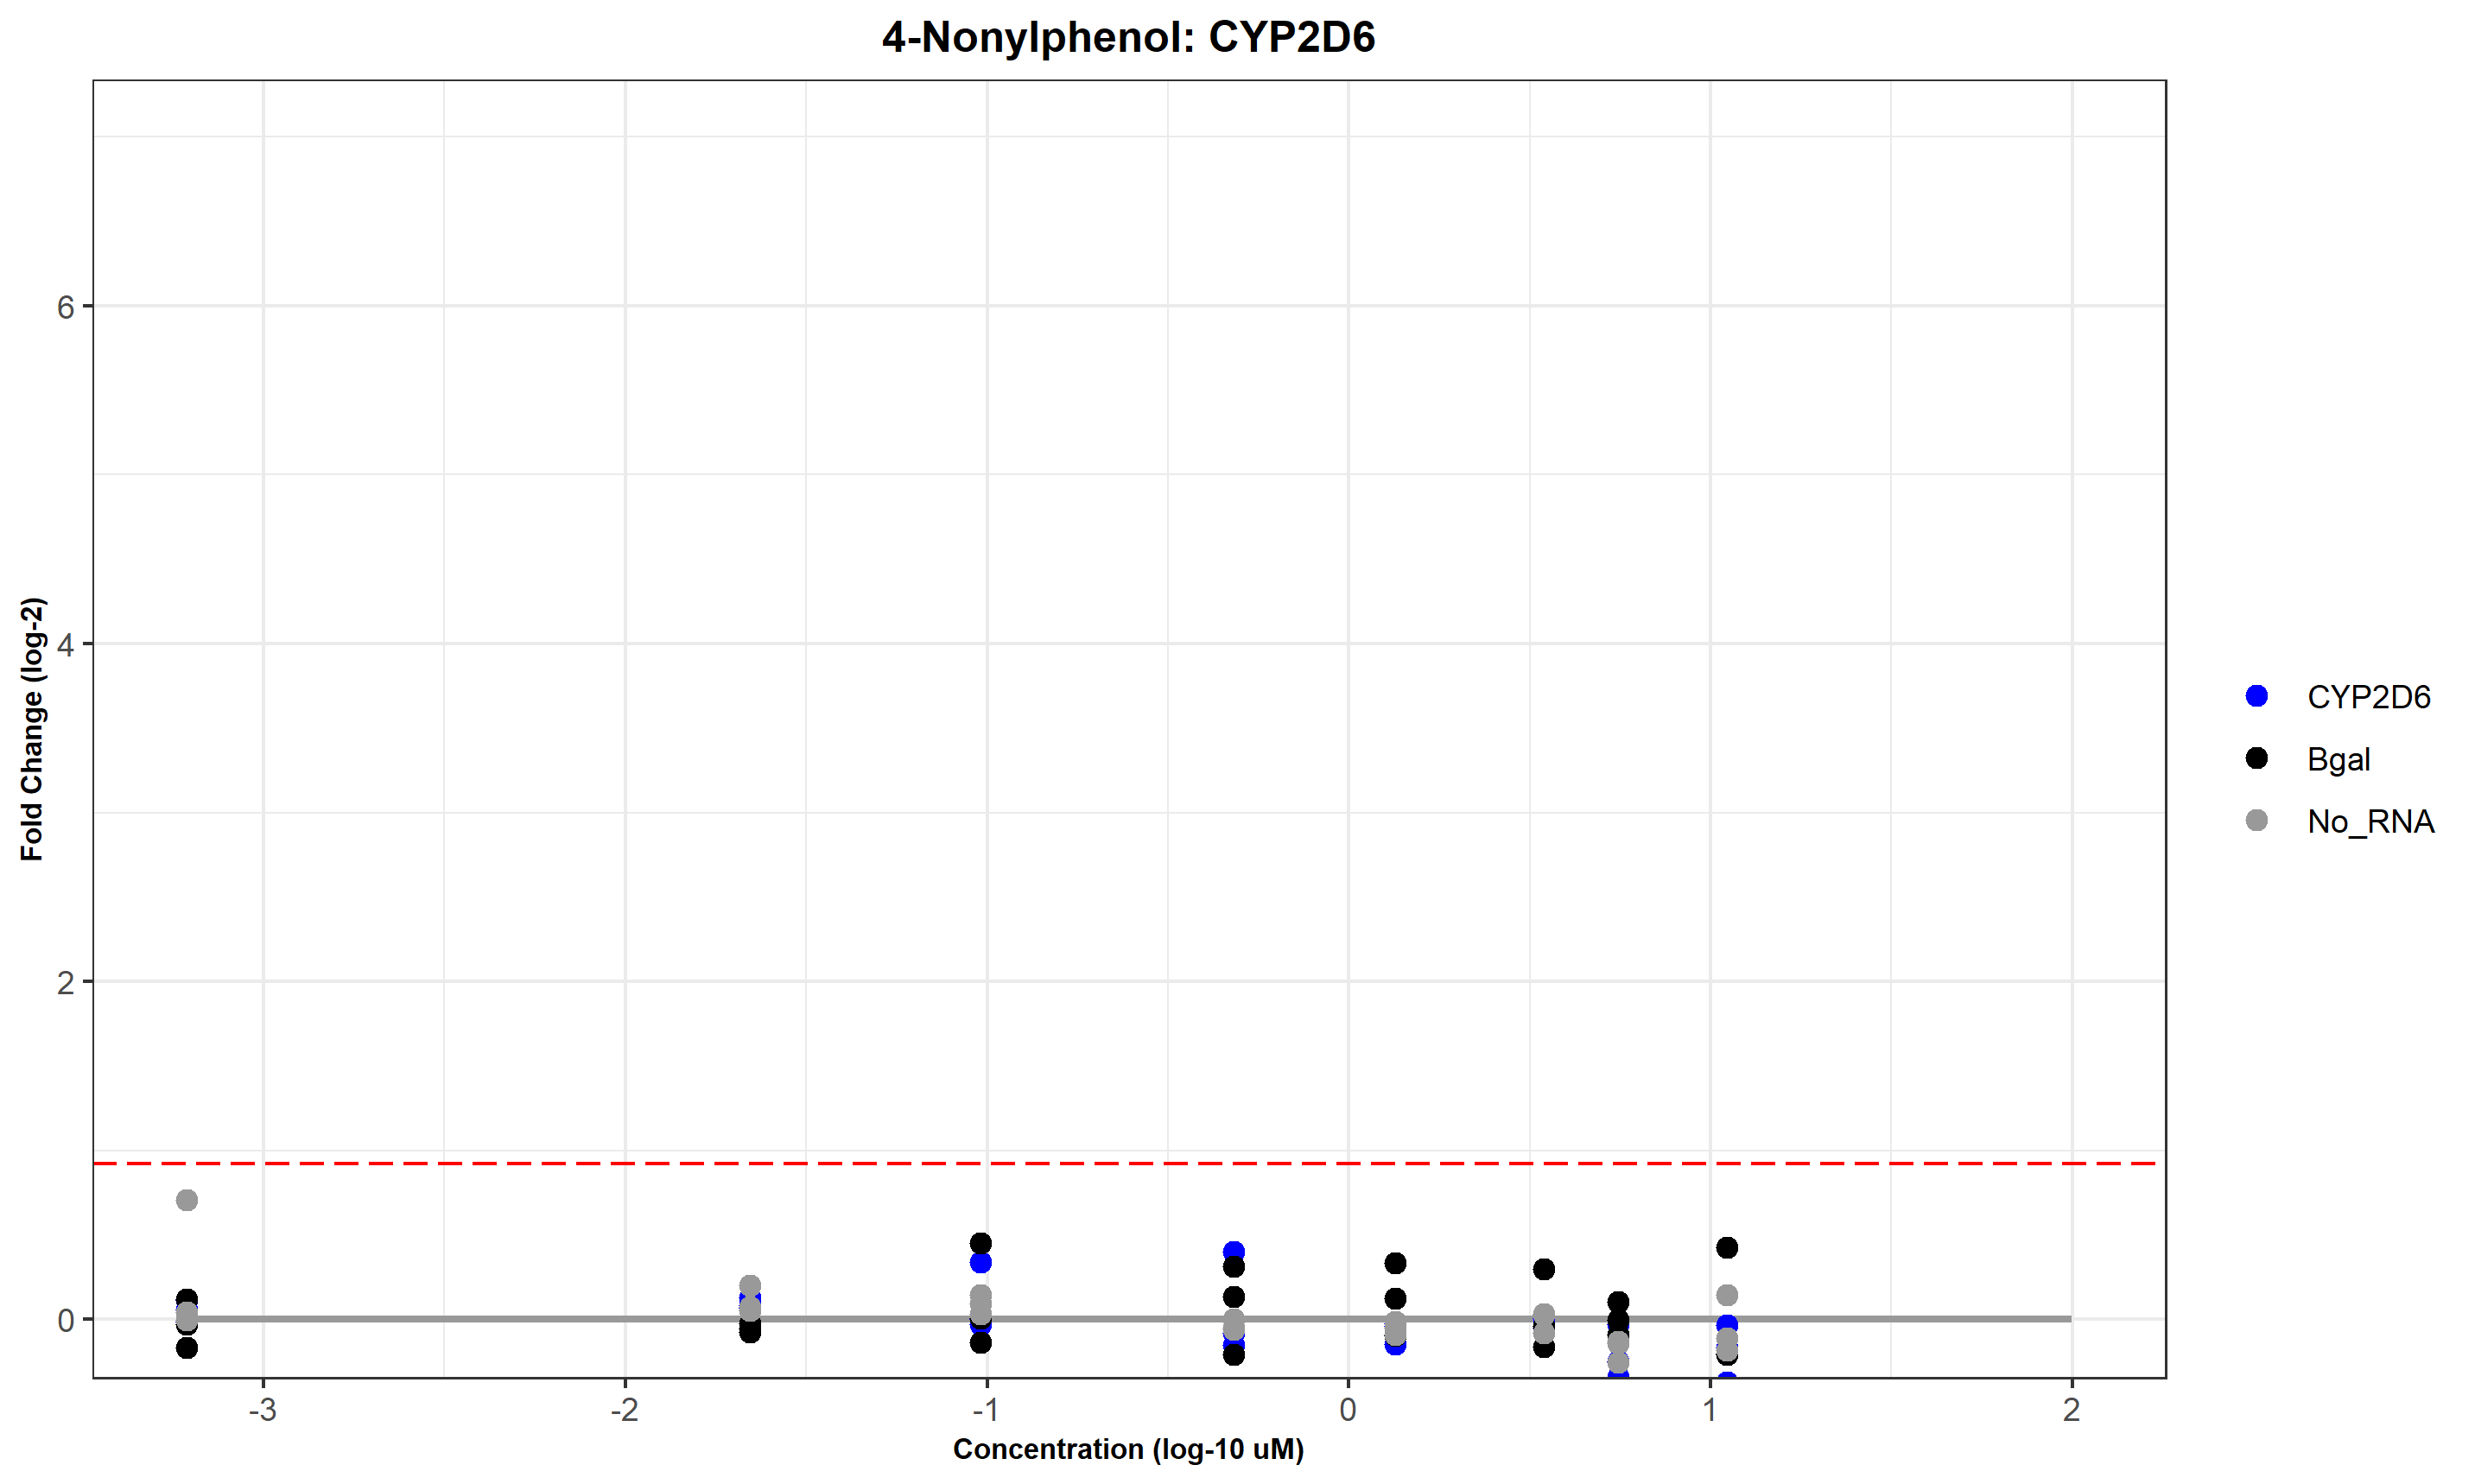 4-Nonylphenol: CYP2D6
Fold Change (log-2)
6
4
2
0
-3
-2
-1
0
1
2
Concentration (log-10 uM)
CYP2D6
Bgal
No_RNA